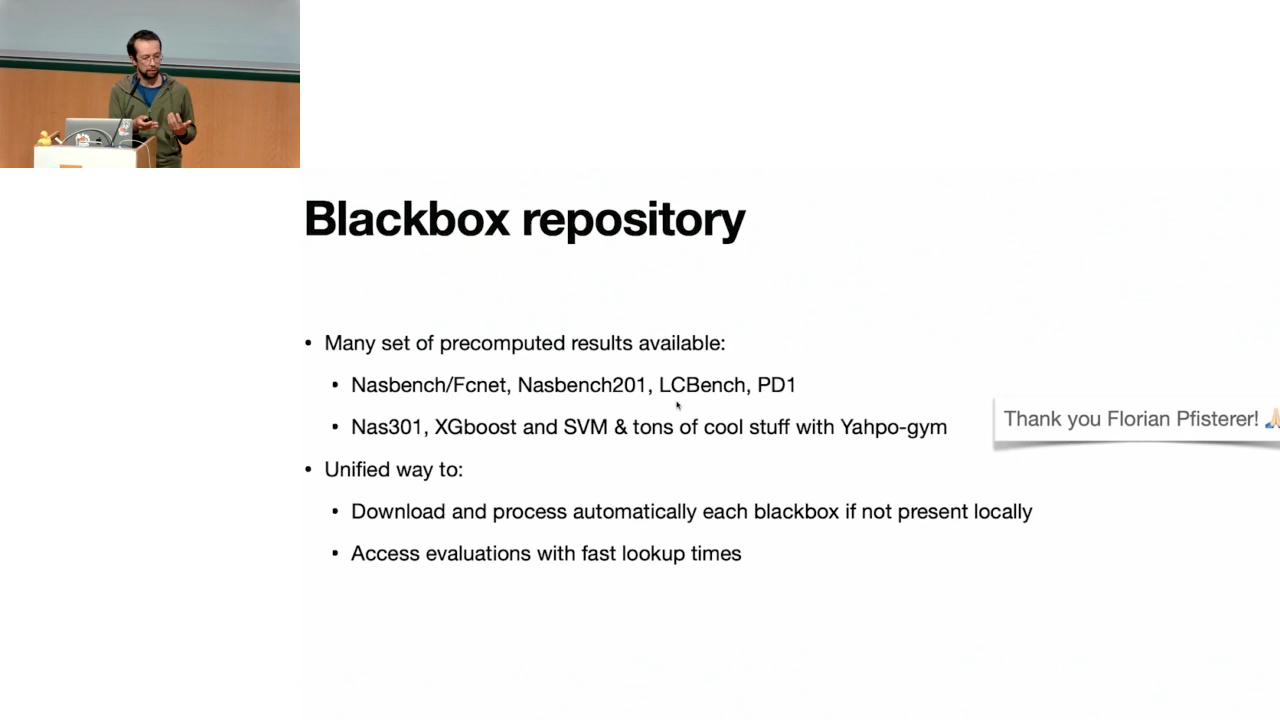 Blackbox repository
• Many set of precomputed results available:
• Nasbench/Fcnet, Nasbench201, LCBench, PD1
• Nas301, XGboost and SVM & tons of cool stuff with Yahpo-gym
Thank you Florian Pfisterer! 🙏🏻
• Unified way to:
• Download and process automatically each blackbox if not present locally
• Access evaluations with fast lookup times